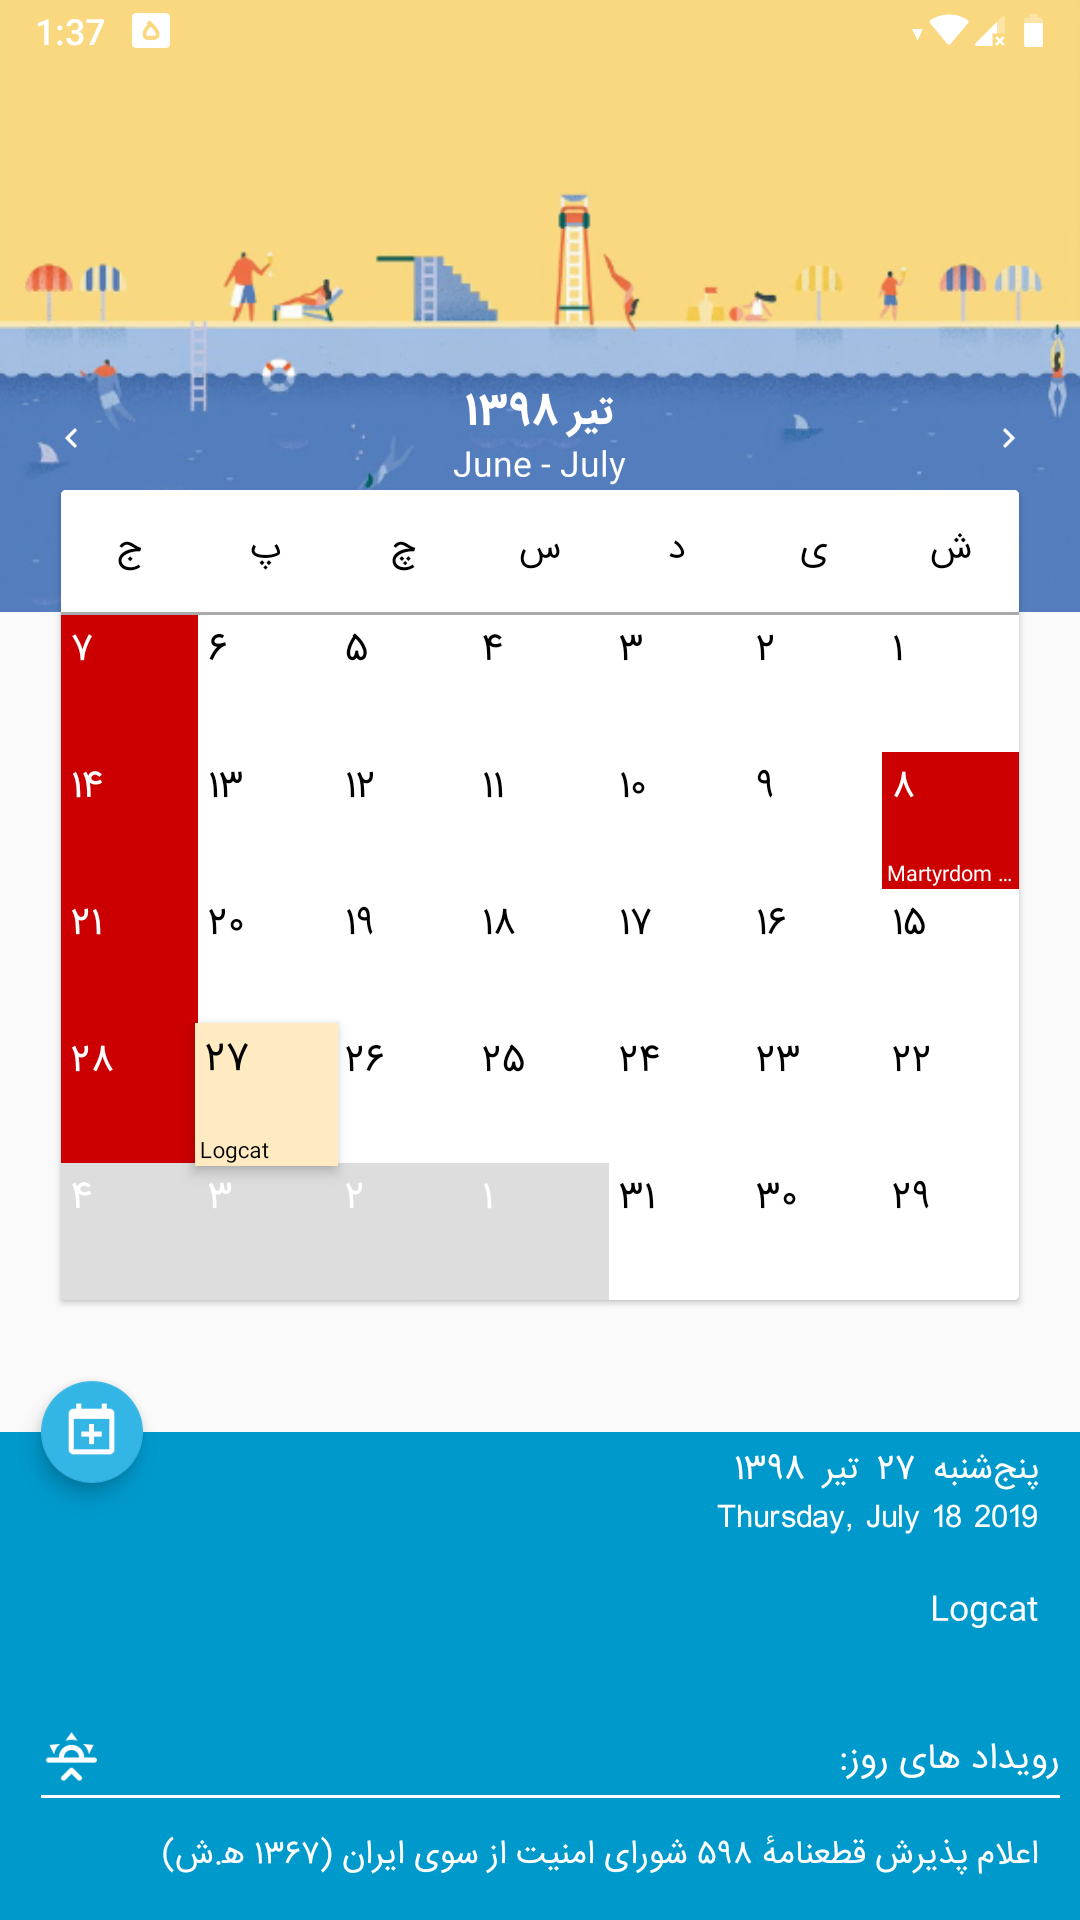 1:37
تیر ۱۳۹۸
June - July
ش ی د س چ پ ج
۱ ۲ ۳ ۴ ۵ ۶ ۷
۸ ۹ ۱۰ ۱۱ ۱۲ ۱۳ ۱۴
Martyrdom ...
۱۵ ۱۶ ۱۷ ۱۸ ۱۹ ۲۰ ۲۱
۲۲ ۲۳ ۲۴ ۲۵ ۲۶ ۲۷ ۲۸
Logcat
۲۹ ۳۰ ۳۱ ۱ ۲ ۳ ۴
پنج‌شنبه ۲۷ تیر ۱۳۹۸
Thursday, July 18 2019
Logcat
رویداد های روز:
اعلام پذیرش قطعنامهٔ ۵۹۸ شورای امنیت از سوی ایران (۱۳۶۷ ه.ش)